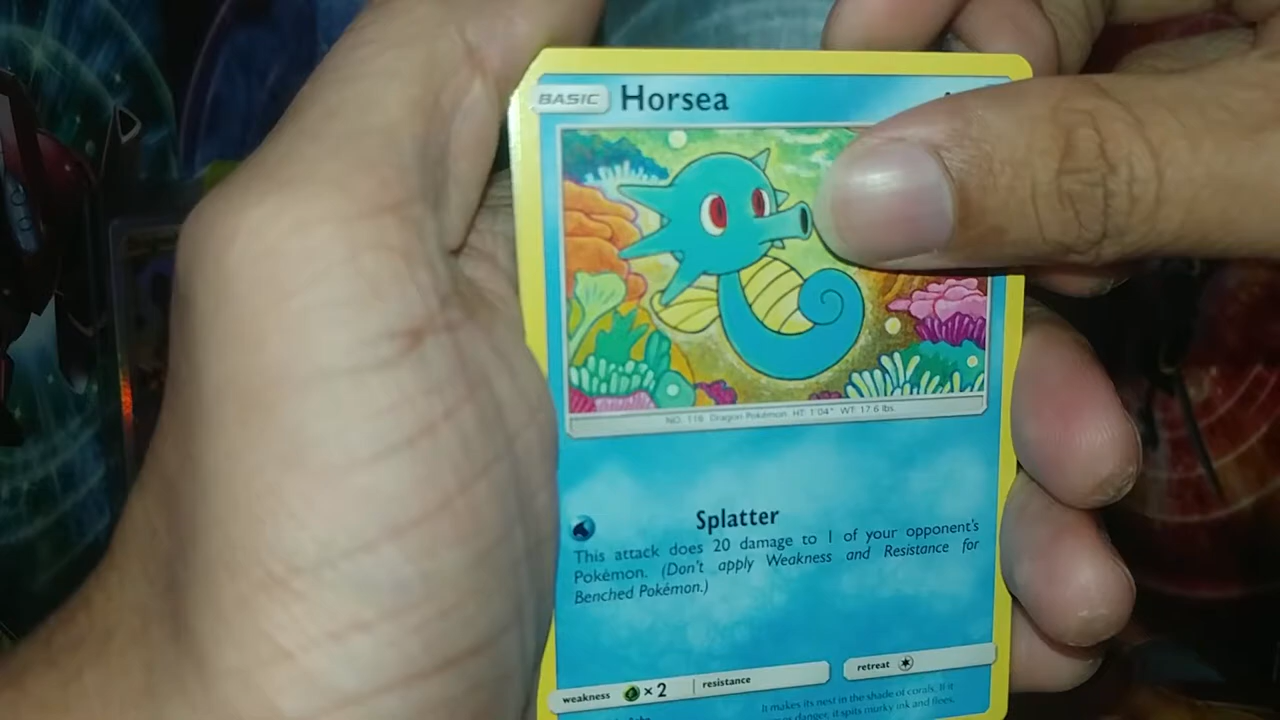 BASIC Horsea
NO. 116 Dragon Pokémon HT: 1'04" WT: 17.6 lbs.
Splatter
This attack does 20 damage to 1 of your opponent's
Pokémon. (Don't apply Weakness and Resistance for
Benched Pokémon.)
weakness ×2 resistance retreat
It makes its nest in the shade of corals. If it
danger, it spits murky ink and flees.